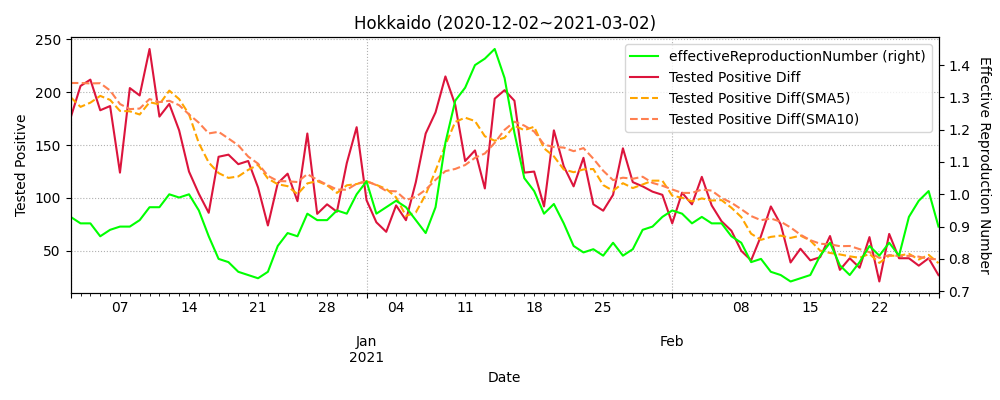 Hokkaido (2020-12-02~2021-03-02)
effectiveReproductionNumber (right)
Tested Positive Diff
Tested Positive Diff(SMA5)
Tested Positive Diff(SMA10)
Tested Positive
250
200
150
100
50
Effective Reproduction Number
1.4
1.3
1.2
1.1
1.0
0.9
0.8
0.7
07 14 21 28 04 11 18 25 08 15 22
Jan Feb
2021
Date